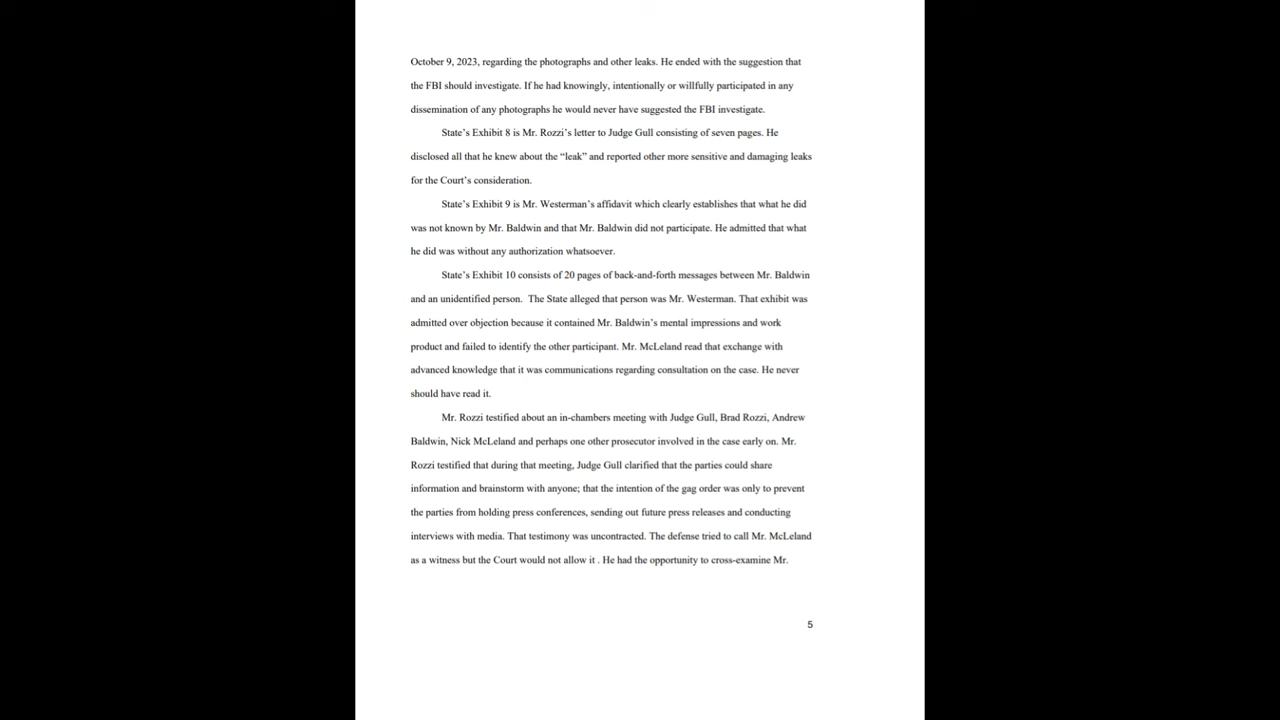 October 9, 2023, regarding the photographs and other leaks. He ended with the suggestion that
the FBI should investigate. If he had knowingly, intentionally or willfully participated in any
dissemination of any photographs he would never have suggested the FBI investigate.
State's Exhibit 8 is Mr. Rozzi's letter to Judge Gull consisting of seven pages. He
disclosed all that he knew about the “leak” and reported other more sensitive and damaging leaks
for the Court's consideration.
State's Exhibit 9 is Mr. Westerman's affidavit which clearly establishes that what he did
was not known by Mr. Baldwin and that Mr. Baldwin did not participate. He admitted that what
he did was without any authorization whatsoever.
State's Exhibit 10 consists of 20 pages of back-and-forth messages between Mr. Baldwin
and an unidentified person.  The State alleged that person was Mr. Westerman. That exhibit was
admitted over objection because it contained Mr. Baldwin's mental impressions and work
product and failed to identify the other participant. Mr. McLeland read that exchange with
advanced knowledge that it was communications regarding consultation on the case. He never
should have read it.
Mr. Rozzi testified about an in-chambers meeting with Judge Gull, Brad Rozzi, Andrew
Baldwin, Nick McLeland and perhaps one other prosecutor involved in the case early on. Mr.
Rozzi testified that during that meeting, Judge Gull clarified that the parties could share
information and brainstorm with anyone; that the intention of the gag order was only to prevent
the parties from holding press conferences, sending out future press releases and conducting
interviews with media. That testimony was uncontracted. The defense tried to call Mr. McLeland
as a witness but the Court would not allow it . He had the opportunity to cross-examine Mr.
5